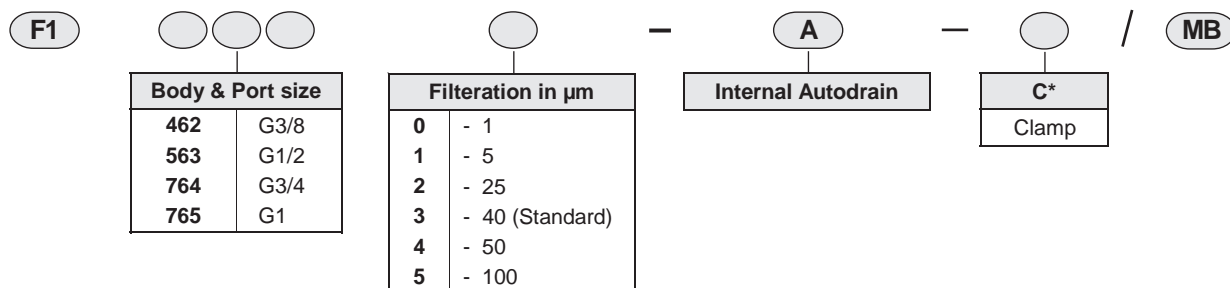 F1 – A – / MB
Body & Port size
462 G3/8
563 G1/2
764 G3/4
765 G1
Filteration in µm
0 - 1
1 - 5
2 - 25
3 - 40 (Standard)
4 - 50
5 - 100
Internal Autodrain
C*
Clamp